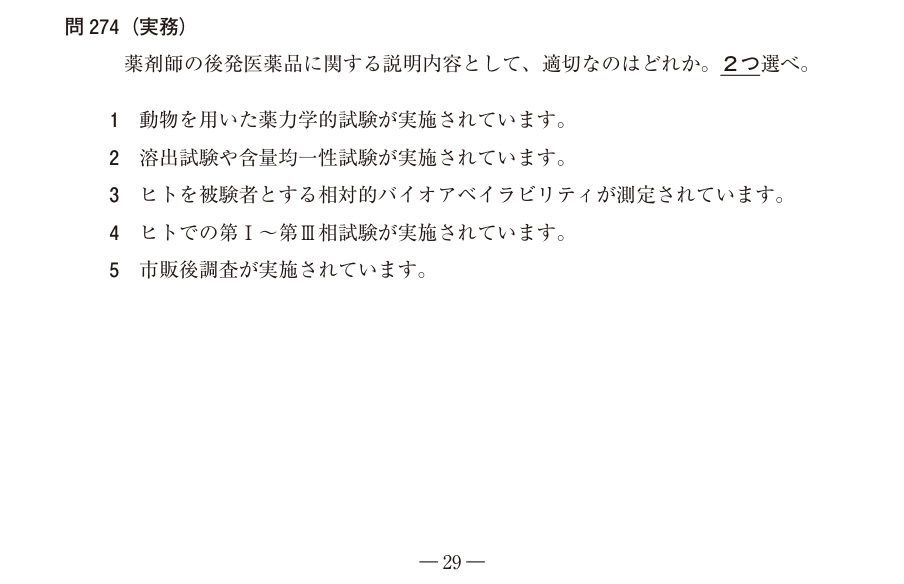 問 274（実務）
薬剤師の後発医薬品に関する説明内容として、適切なのはどれか。２つ選べ。
1 動物を用いた薬力学的試験が実施されています。
2 溶出試験や含量均一性試験が実施されています。
3 ヒトを被験者とする相対的バイオアベイラビリティが測定されています。
4 ヒトでの第Ⅰ～第Ⅲ相試験が実施されています。
5 市販後調査が実施されています。
― 29 ―